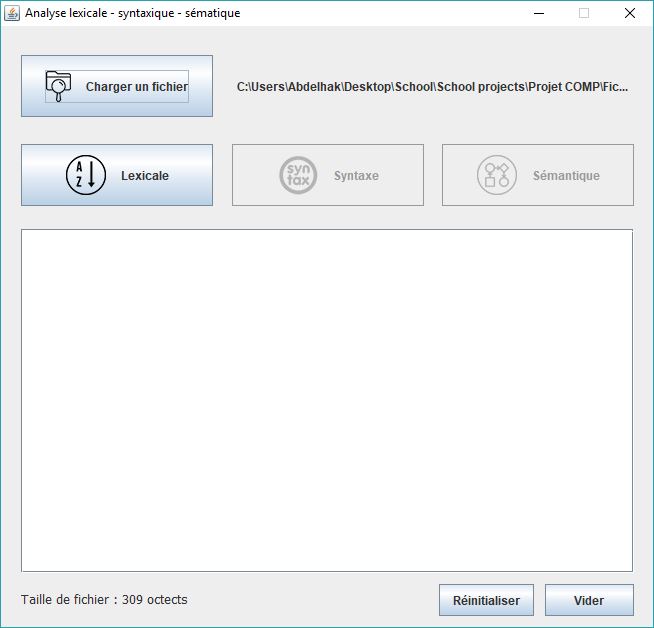 Analyse lexicale - syntaxique - sématique
Charger un fichier
C:\Users\Abdelhak\Desktop\School\School projects\Projet COMP\Fic...
A Z Lexicale
syn tax Syntaxe
Sémantique
Taille de fichier : 309 octects
Réinitialiser
Vider